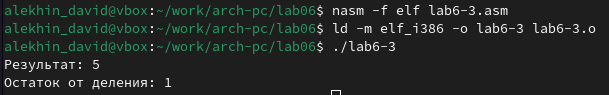 alekhin_david@vbox:~/work/arch-pc/lab06$ nasm -f elf lab6-3.asm
alekhin_david@vbox:~/work/arch-pc/lab06$ ld -m elf_i386 -o lab6-3 lab6-3.o
alekhin_david@vbox:~/work/arch-pc/lab06$ ./lab6-3
Результат: 5
Остаток от деления: 1